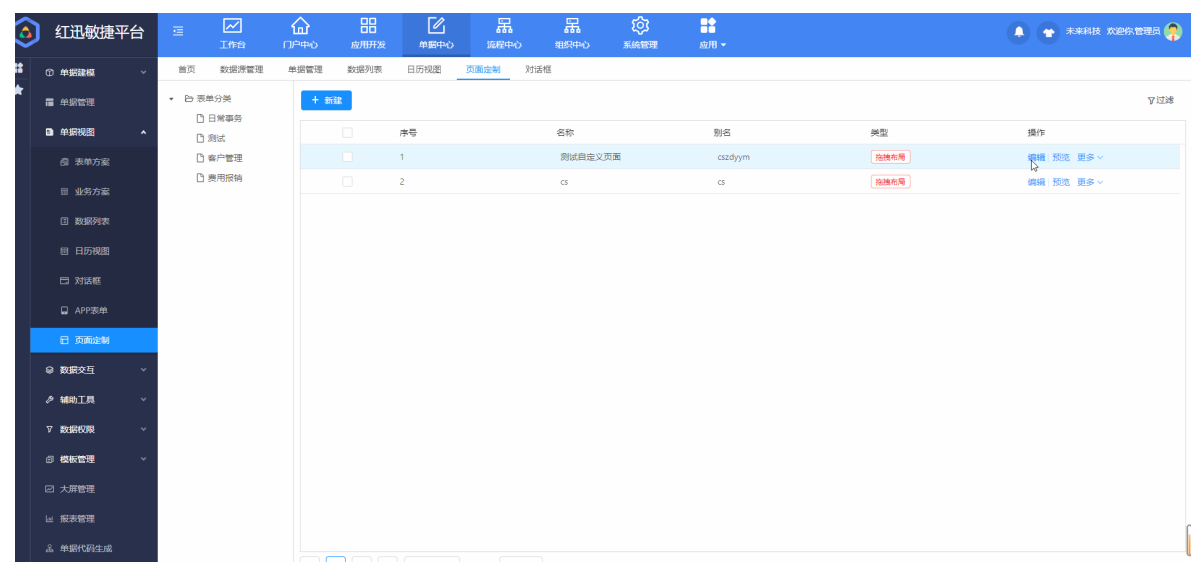 红迅敏捷平台
工作台
门户中心
应用开发
单据中心
流程中心
组织中心
系统管理
应用
未来科技 欢迎你,管理员
首页 数据源管理 单据管理 数据列表 日历视图 页面定制 对话框
单据建模
单据管理
单据视图
表单方案
业务方案
数据列表
日历视图
对话框
APP表单
页面定制
数据交互
辅助工具
数据权限
模板管理
大屏管理
报表管理
单据代码生成
表单分类
日常事务
测试
客户管理
费用报销
+ 新建
过滤
序号 名称 别名 类型 操作
1 测试自定义页面 cszdyym 拖拽布局 编辑 预览 更多
2 cs cs 拖拽布局 编辑 预览 更多